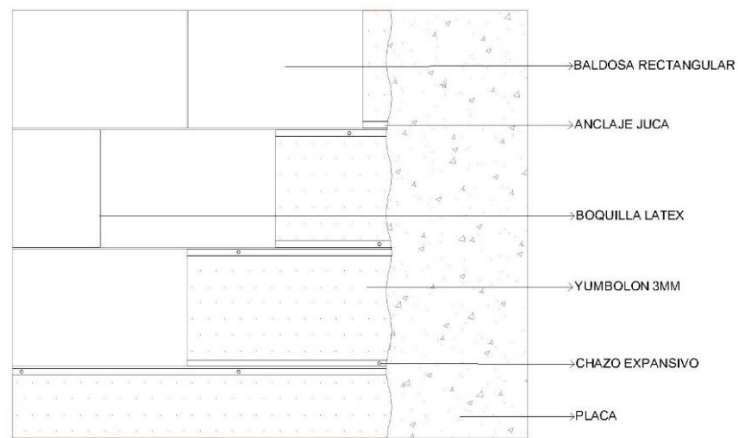 BALDOSA RECTANGULAR
ANCLAJE JUCA
BOQUILLA LATEX
YUMBOLON 3MM
CHAZO EXPANSIVO
PLACA